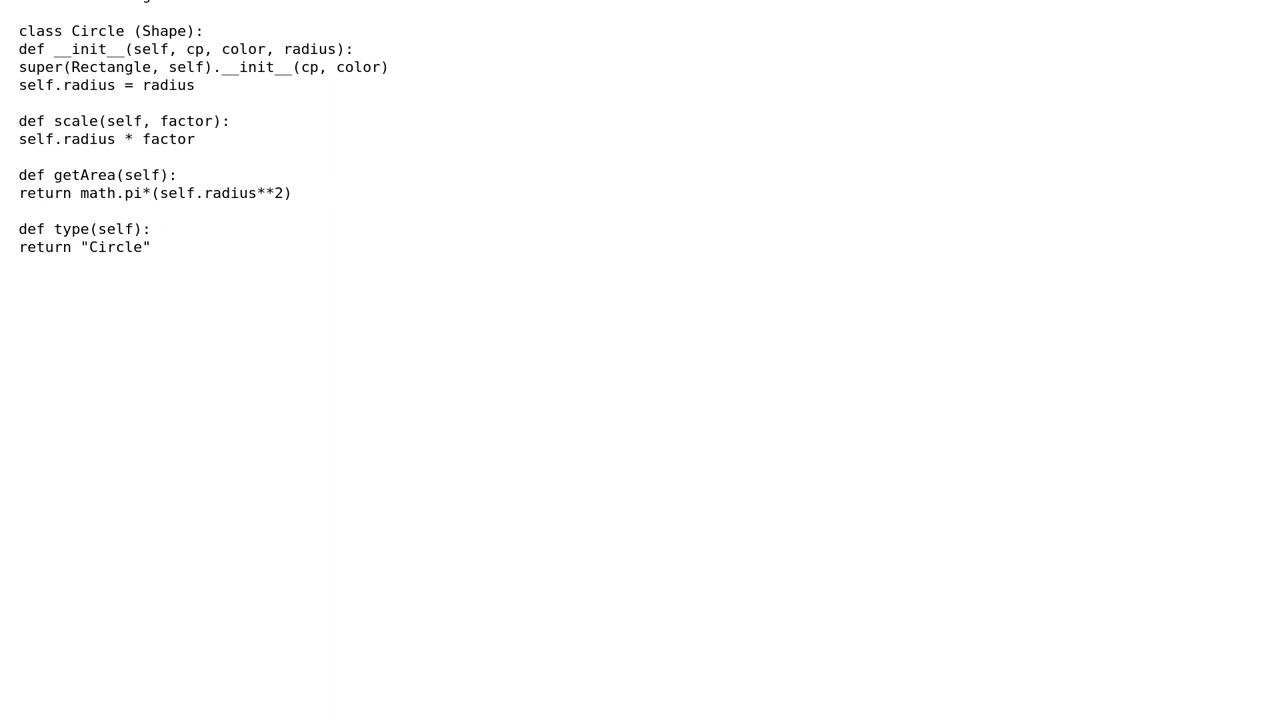 class Circle (Shape):
def __init__(self, cp, color, radius):
super(Rectangle, self).__init__(cp, color)
self.radius = radius
def scale(self, factor):
self.radius * factor
def getArea(self):
return math.pi*(self.radius**2)
def type(self):
return "Circle"